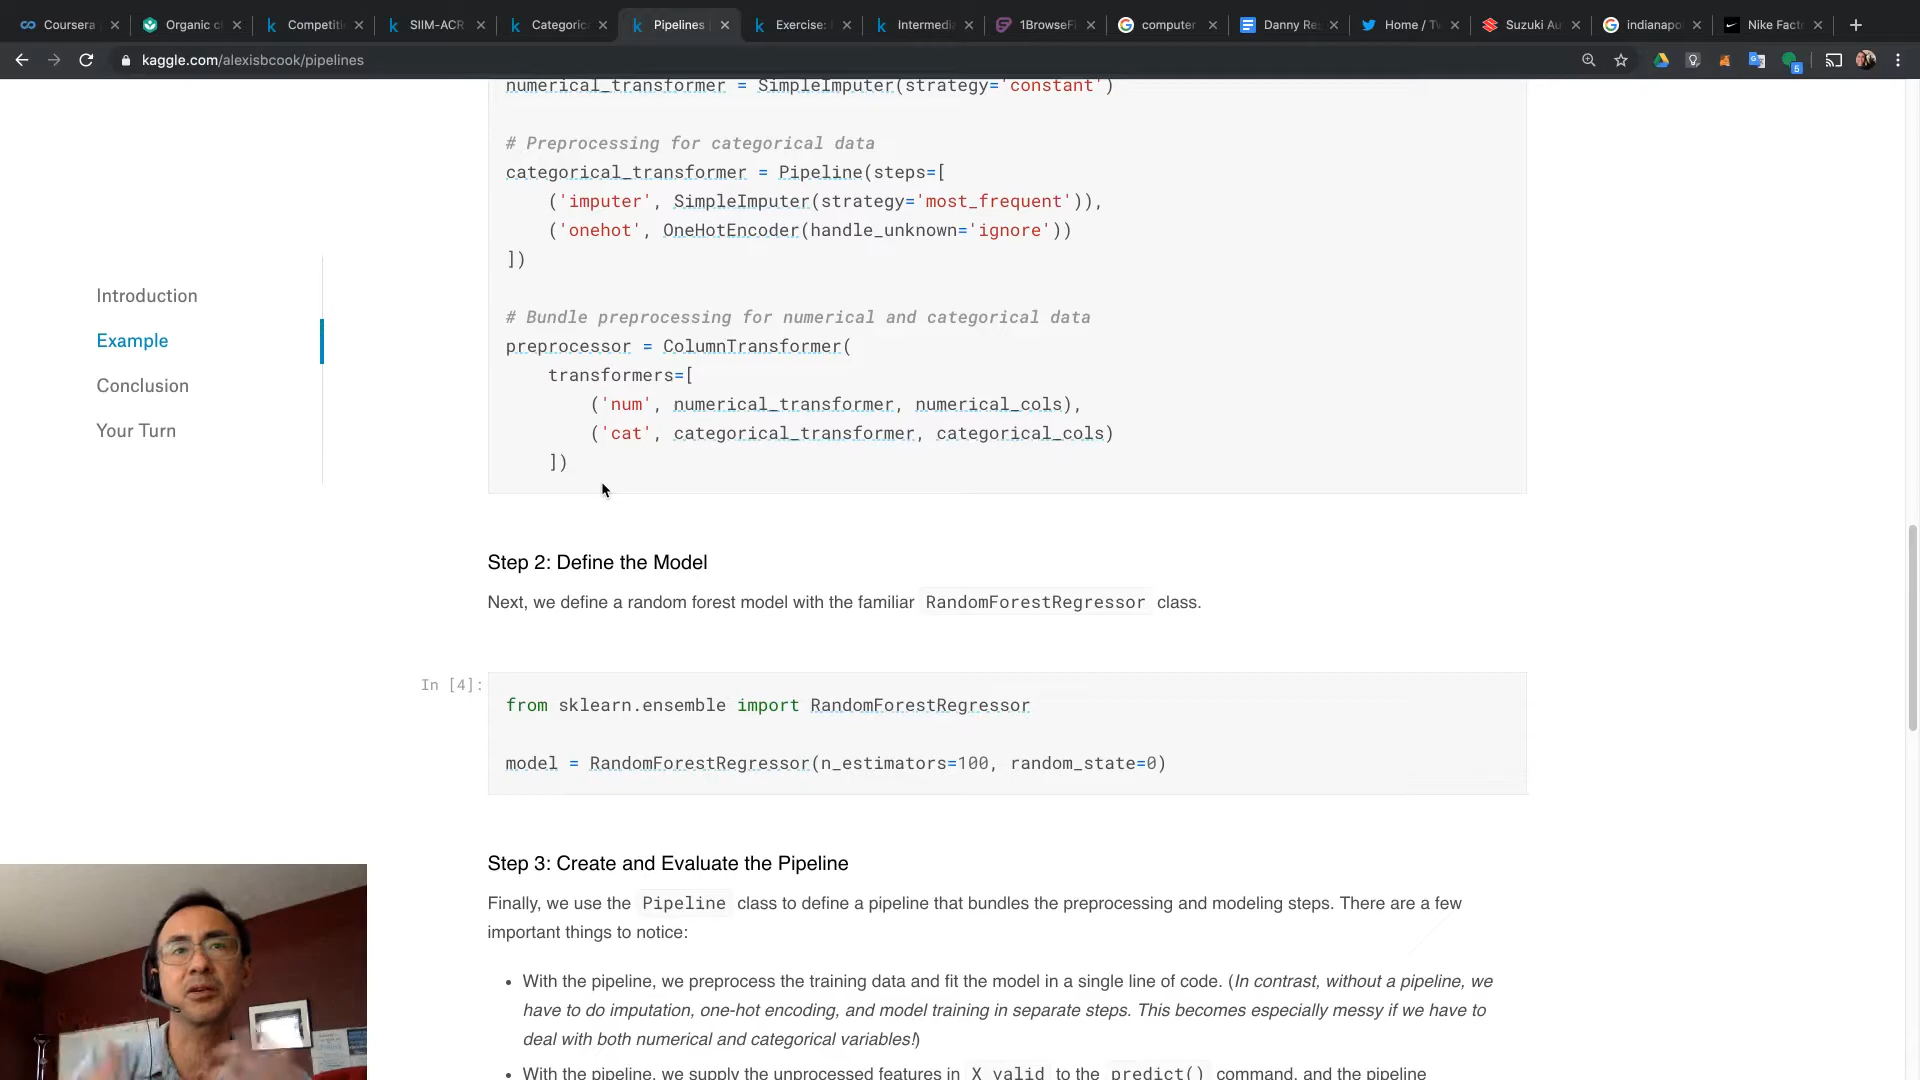 Coursera
Organic c
Competiti
SIIM-ACR
Categoric
Pipelines
Exercise:
Intermedi
1BrowseFi
computer
Danny Re
Home / Tw
Suzuki Au
indianapo
Nike Fact
kaggle.com/alexisbcook/pipelines
5
numerical_transformer = SimpleImputer(strategy='constant')
# Preprocessing for categorical data
categorical_transformer = Pipeline(steps=[
('imputer', SimpleImputer(strategy='most_frequent')),
('onehot', OneHotEncoder(handle_unknown='ignore'))
])
# Bundle preprocessing for numerical and categorical data
preprocessor = ColumnTransformer(
transformers=[
('num', numerical_transformer, numerical_cols),
('cat', categorical_transformer, categorical_cols)
])
Introduction
Example
Conclusion
Your Turn
Step 2: Define the Model
Next, we define a random forest model with the familiar RandomForestRegressor class.
In [4]:
from sklearn.ensemble import RandomForestRegressor
model = RandomForestRegressor(n_estimators=100, random_state=0)
Step 3: Create and Evaluate the Pipeline
Finally, we use the Pipeline class to define a pipeline that bundles the preprocessing and modeling steps. There are a few
important things to notice:
• With the pipeline, we preprocess the training data and fit the model in a single line of code. (In contrast, without a pipeline, we
have to do imputation, one-hot encoding, and model training in separate steps. This becomes especially messy if we have to
deal with both numerical and categorical variables!)
• With the pipeline, we supply the unprocessed features in X_valid to the predict() command, and the pipeline